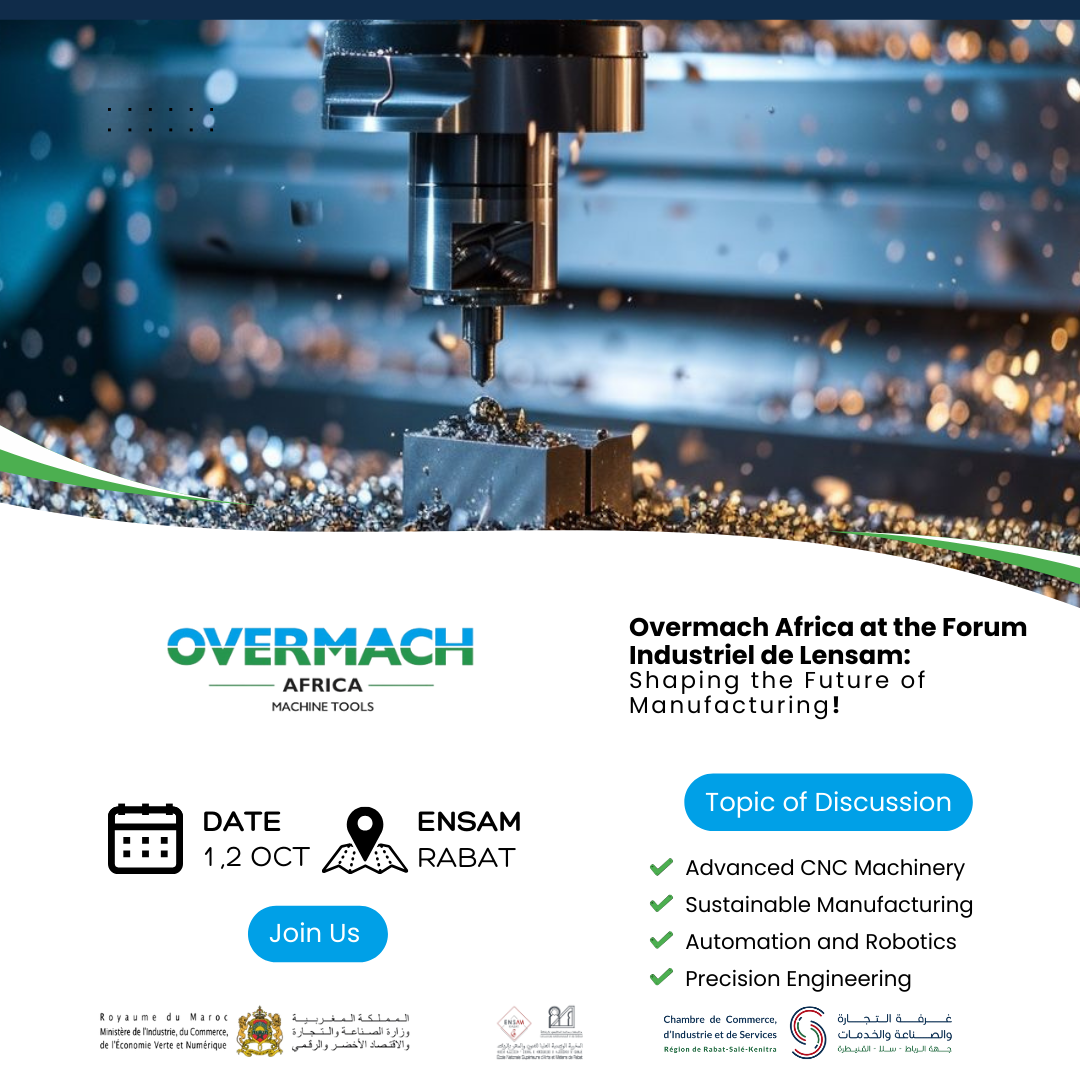 OVERMACH
AFRICA
MACHINE TOOLS
Overmach Africa at the Forum
Industriel de Lensam:
Shaping the Future of
Manufacturing!
DATE
1 ,2 OCT
ENSAM
RABAT
Join Us
Topic of Discussion
Advanced CNC Machinery
Sustainable Manufacturing
Automation and Robotics
Precision Engineering
Royaume du Maroc
Ministère de l'Industrie, du Commerce,
de l'Économie Verte et Numérique
المملكة المغربية
وزارة الصناعة والتجارة
والاقتصاد الأخضر والرقمي
ENSAM
Chambre de Commerce,
d'Industrie et de Services
Région de Rabat-Salé-Kenitra
غرفة التجارة
والصناعة والخدمات
جهة الرباط - سلا - القنيطرة